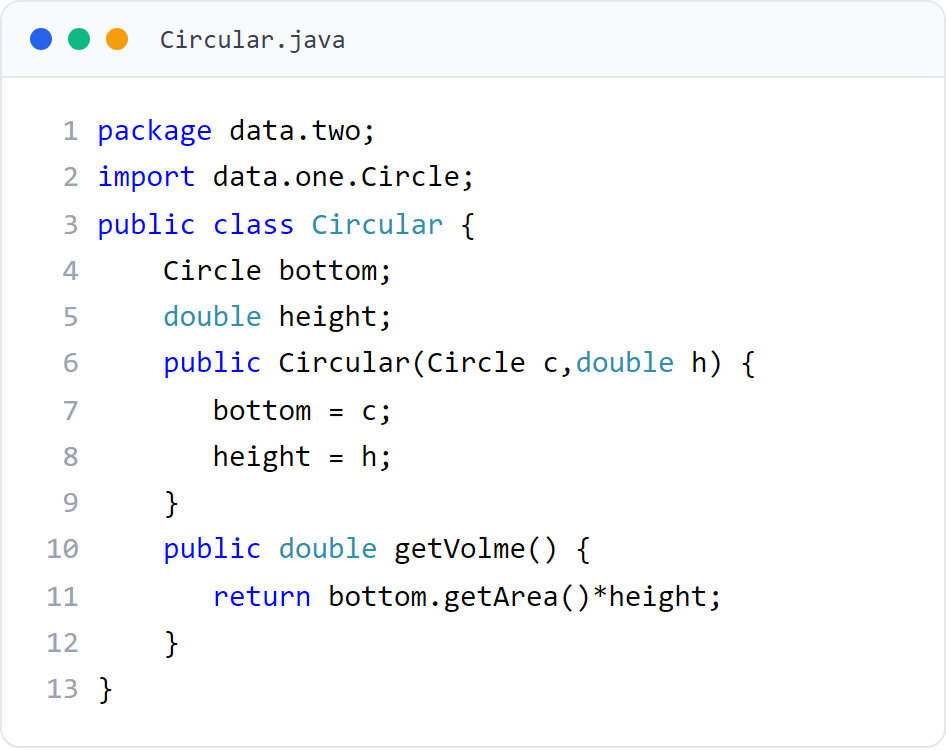 Circular.java
1 package data.two;
2 import data.one.Circle;
3 public class Circular {
4     Circle bottom;
5     double height;
6     public Circular(Circle c,double h) {
7        bottom = c;
8        height = h;
9     }
10     public double getVolme() {
11        return bottom.getArea()*height;
12     }
13 }